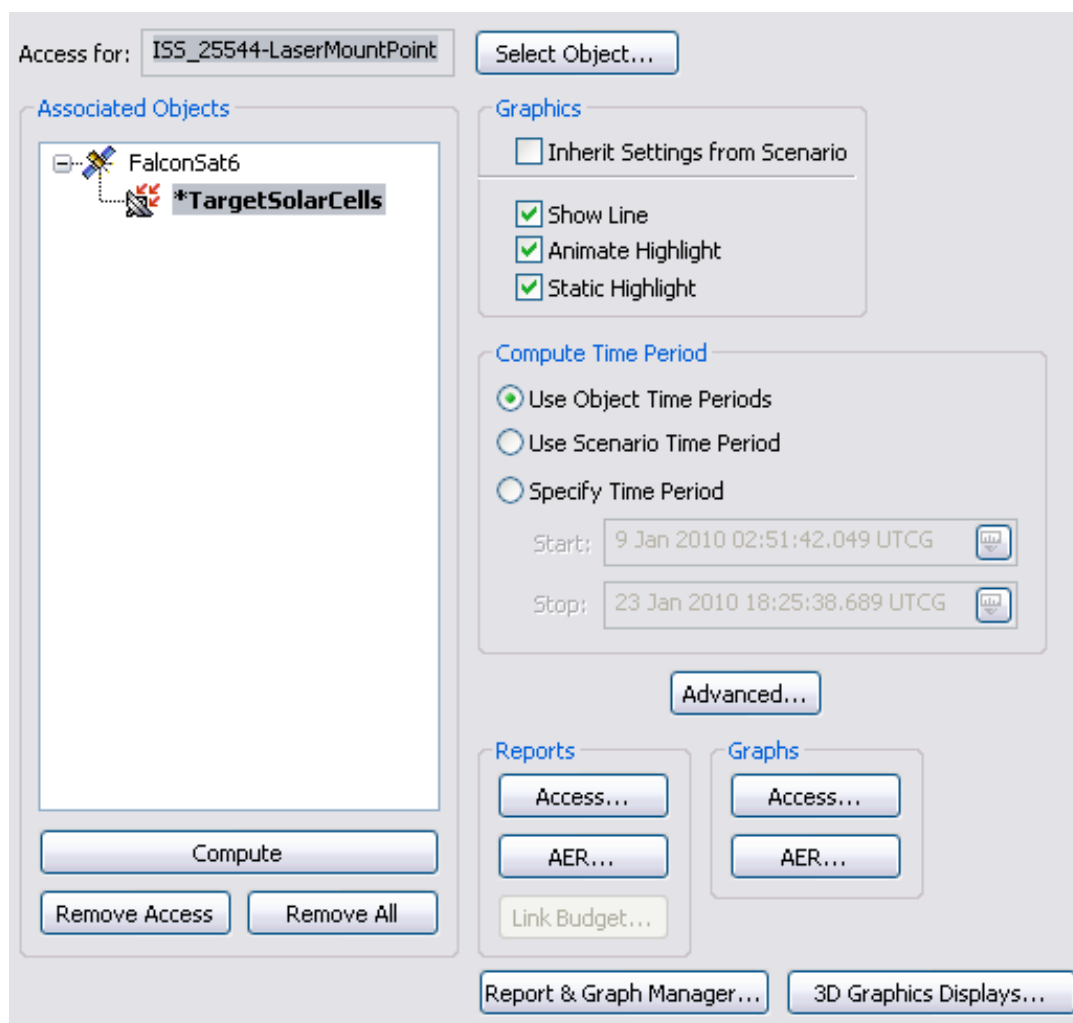 Access for: ISS_25544-LaserMountPoint Select Object...
Associated Objects
FalconSat6
*TargetSolarCells
Compute
Remove Access Remove All
Graphics
Inherit Settings from Scenario
Show Line
Animate Highlight
Static Highlight
Compute Time Period
Use Object Time Periods
Use Scenario Time Period
Specify Time Period
Start: 9 Jan 2010 02:51:42.049 UTCG
Stop: 23 Jan 2010 18:25:38.689 UTCG
Advanced...
Reports
Access...
AER...
Link Budget...
Graphs
Access...
AER...
Report & Graph Manager... 3D Graphics Displays...